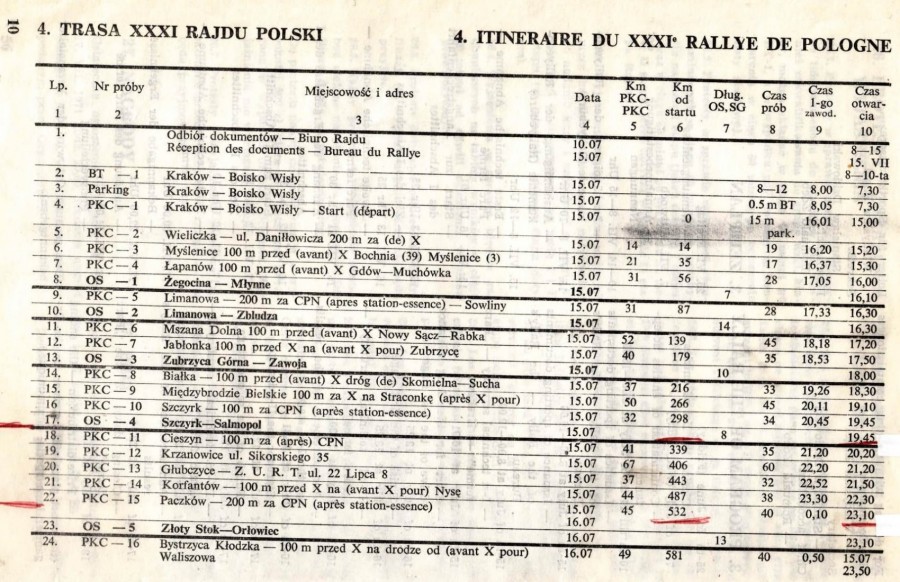 10
4. TRASA XXXI RAJDU POLSKI
4. ITINERAIRE DU XXXIe RALLYE DE POLOGNE
Lp. Nr próby Miejscowość i adres Data Km PKC-PKC Km od startu Dług. OS, SG Czas prób Czas 1-go zawod. Czas otwarcia
1 2 3 4 5 6 7 8 9 10
1. Odbiór dokumentów — Biuro Rajdu 10.07 8—15
Réception des documents — Bureau du Rallye 15.07 15. VII
2. BT — 1 Kraków — Boisko Wisły 15.07 8—10-ta
3. Parking Kraków — Boisko Wisły 15.07 8—12 8,00 7,30
4. PKC — 1 Kraków — Boisko Wisły — Start (départ) 15.07 0 0.5 m BT 8,05 7,30
15 m park. 16,01 15,00
5. PKC — 2 Wieliczka — ul. Daniłłowicza 200 m za (de) X 15.07 14 14 19 16,20 15,20
6. PKC — 3 Myślenice 100 m przed (avant) X Bochnia (39) Myślenice (3) 15.07 21 35 17 16,37 15,30
7. PKC — 4 Łapanów 100 m przed (avant) X Gdów—Muchówka 15.07 31 56 28 17,05 16,00
8. OS — 1 Żegocina — Młynne 15.07 7 16,10
9. PKC — 5 Limanowa — 200 m za CPN (apres station-essence) — Sowliny 15.07 31 87 28 17,33 16,30
10. OS — 2 Limanowa — Zbludza 15.07 14 16,30
11. PKC — 6 Mszana Dolna 100 m przed (avant) X Nowy Sącz—Rabka 15.07 52 139 45 18,18 17,20
12. PKC — 7 Jabłonka 100 m przed X na (avant X pour) Zubrzycę 15.07 40 179 35 18,53 17,50
13. OS — 3 Zubrzyca Górna — Zawoja 15.07 10 18,00
14. PKC — 8 Białka — 100 m przed (avant) X dróg (de) Skomielna—Sucha 15.07 37 216 33 19,26 18,30
15. PKC — 9 Międzybrodzie Bielskie 100 m za X na Straconkę (après X pour) 15.07 50 266 45 20,11 19,10
16 PKC — 10 Szczyrk — 100 m za CPN (après station-essence) 15.07 32 298 34 20,45 19,45
17. OS — 4 Szczyrk—Salmopol 15.07 8 19,45
18. PKC — 11 Cieszyn — 100 m za (après) CPN 15.07 41 339 35 21,20 20,20
19. PKC — 12 Krzanowice ul. Sikorskiego 35 15.07 67 406 60 22,20 21,20
20. PKC — 13 Głubczyce — Z. U. R. T. ul. 22 Lipca 8 15.07 37 443 32 22,52 21,50
21. PKC — 14 Korfantów — 100 m przed X na (avant X pour) Nysę 15.07 44 487 38 23,30 22,30
22. PKC — 15 Paczków — 200 m za CPN (après station-essence) 15.07 45 532 40 0,10 23,10
16.07
23. OS — 5 Złoty Stok—Orłowiec 16.07 13 23,10
24. PKC — 16 Bystrzyca Kłodzka — 100 m przed X na drodze od (avant X pour) 16.07 49 581 40 0,50 15.07
Waliszowa 23,50